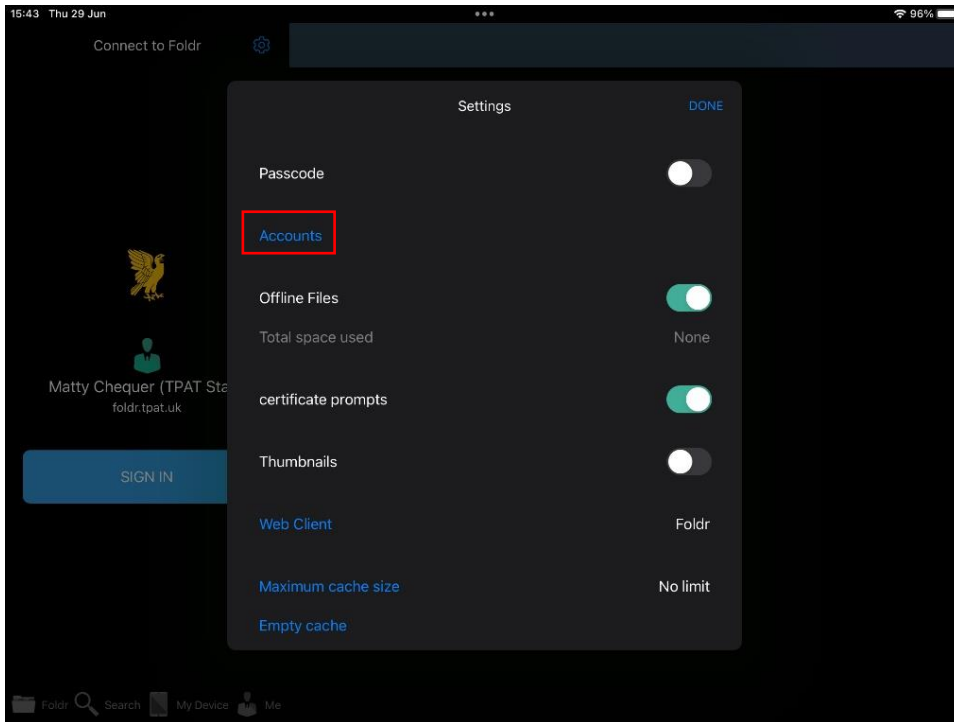 15:43 Thu 29 Jun
96%
Connect to Foldr
Settings
DONE
Passcode
Accounts
Offline Files
Total space used None
certificate prompts
Thumbnails
Web Client Foldr
Maximum cache size No limit
Empty cache
Matty Chequer (TPAT Sta
foldr.tpat.uk
SIGN IN
Foldr Search My Device Me